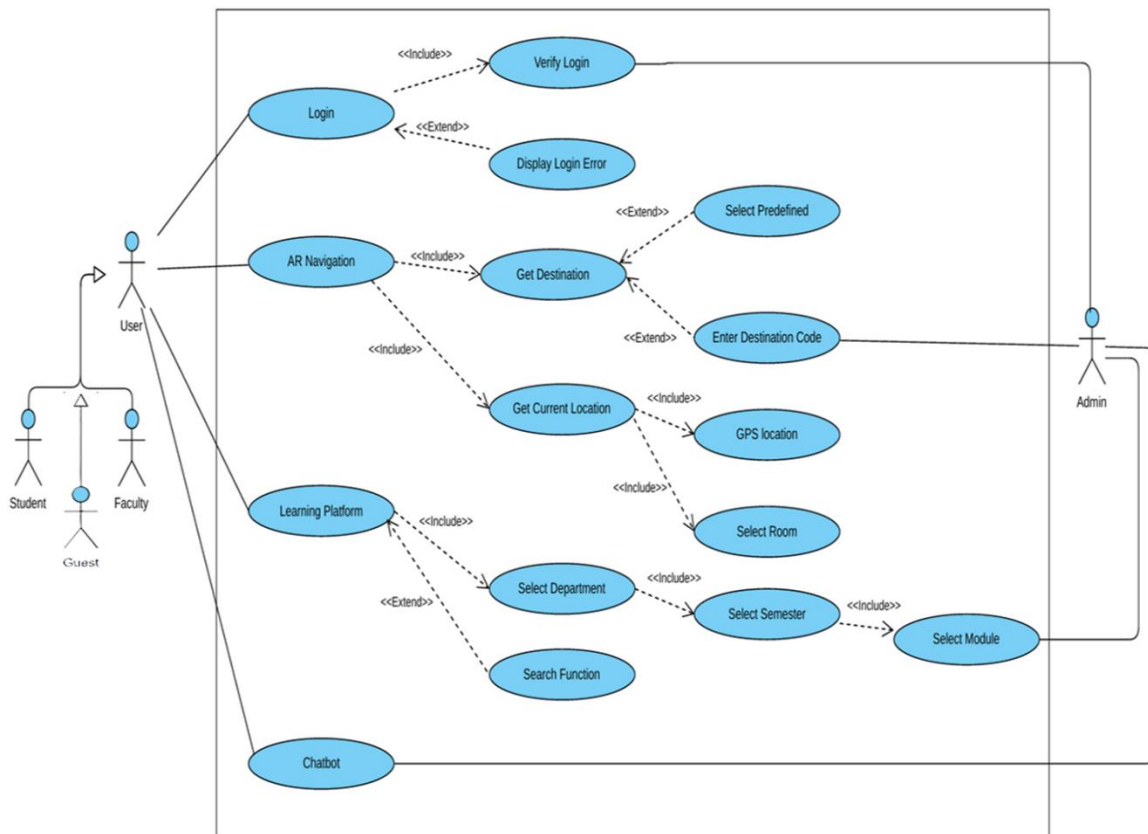 <<Include>>
Verify Login
Login
<<Extend>>
Display Login Error
Select Predefined
<<Extend>>
AR Navigation
<<Include>>
Get Destination
User
<<Extend>>
Enter Destination Code
<<Include>>
Admin
Get Current Location
<<Include>>
GPS location
Student
Faculty
Guest
<<Include>>
Learning Platform
<<Include>>
Select Room
<<Extend>>
Select Department
<<Include>>
Select Semester
<<Include>>
Select Module
Search Function
Chatbot